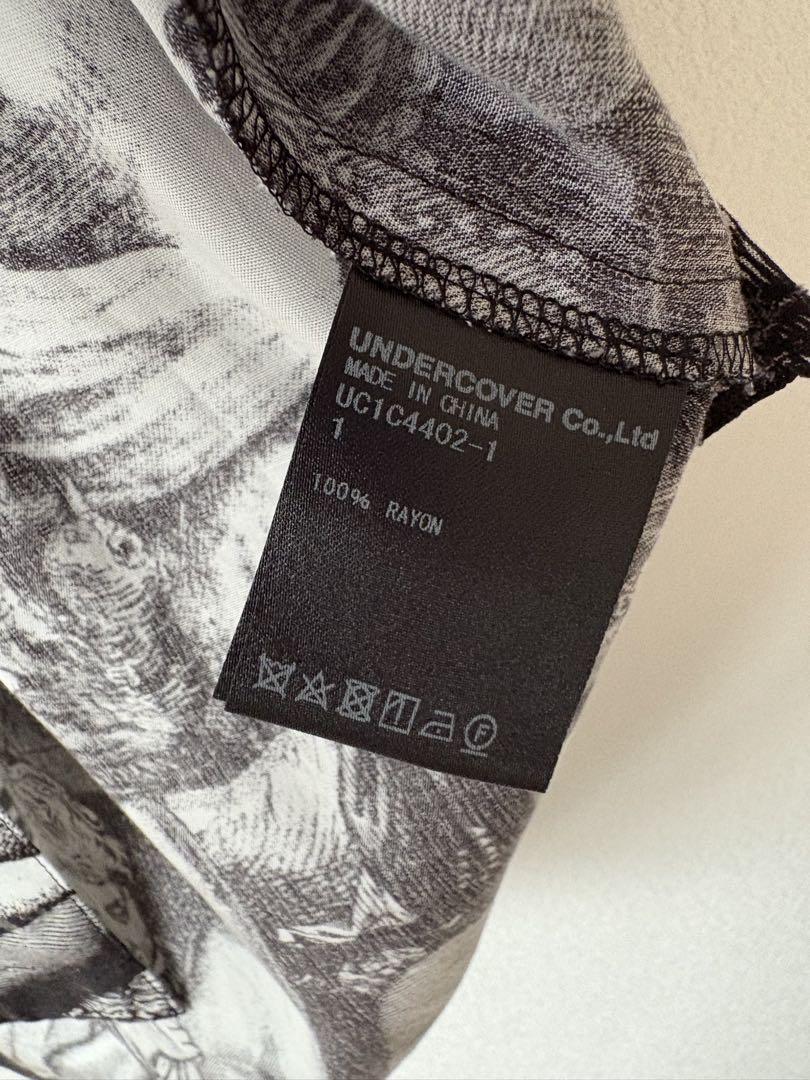 UNDERCOVER Co.,Ltd
MADE IN CHINA
UC1C4402-1
1
100% RAYON
F